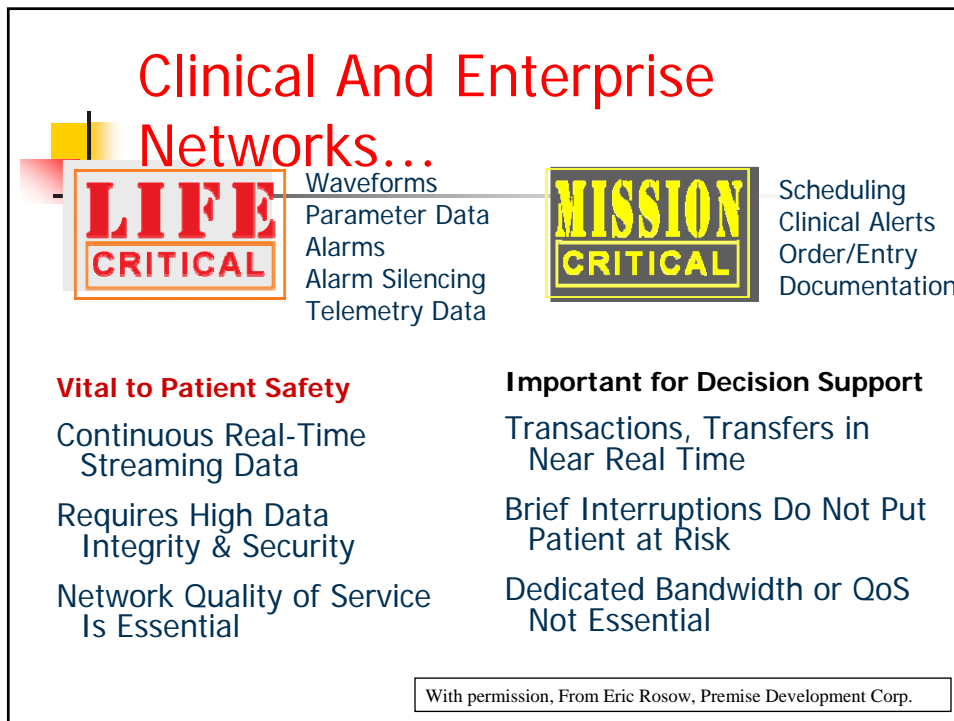 Clinical And Enterprise
Networks…
LIFE
CRITICAL
Waveforms
Parameter Data
Alarms
Alarm Silencing
Telemetry Data
MISSION
CRITICAL
Scheduling
Clinical Alerts
Order/Entry
Documentation
Vital to Patient Safety
Continuous Real-Time
Streaming Data
Requires High Data
Integrity & Security
Network Quality of Service
Is Essential
Important for Decision Support
Transactions, Transfers in
Near Real Time
Brief Interruptions Do Not Put
Patient at Risk
Dedicated Bandwidth or QoS
Not Essential
With permission, From Eric Rosow, Premise Development Corp.